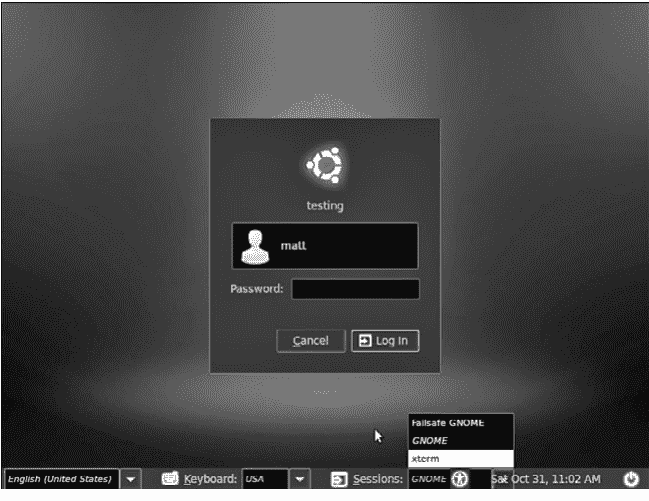 testing
matt
Password:
Cancel
Log In
Failsafe GNOME
GNOME
xterm
English (United States)
Keyboard:
USA
Sessions:
GNOME
Sat Oct 31, 11:02 AM